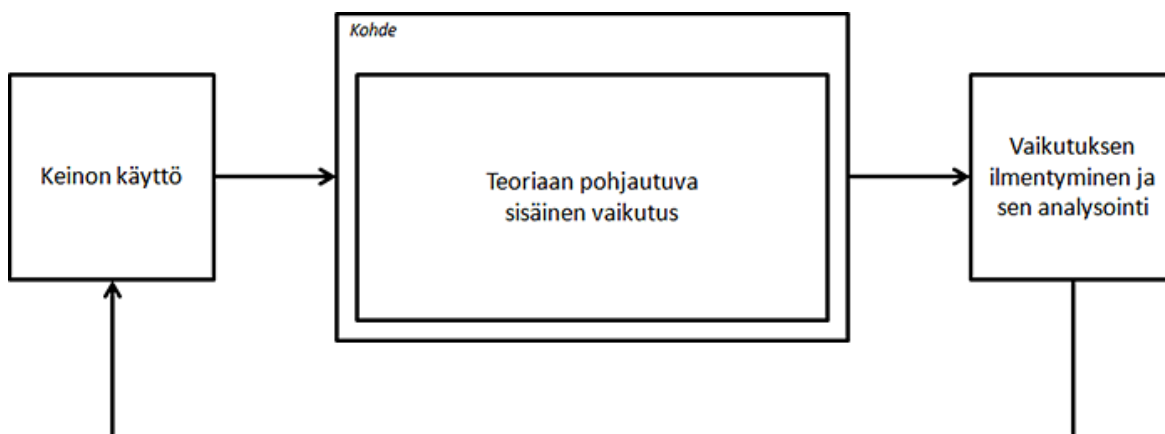 Kohde
Keinon käyttö
Teoriaan pohjautuva
sisäinen vaikutus
Vaikutuksen
ilmentyminen ja
sen analysointi